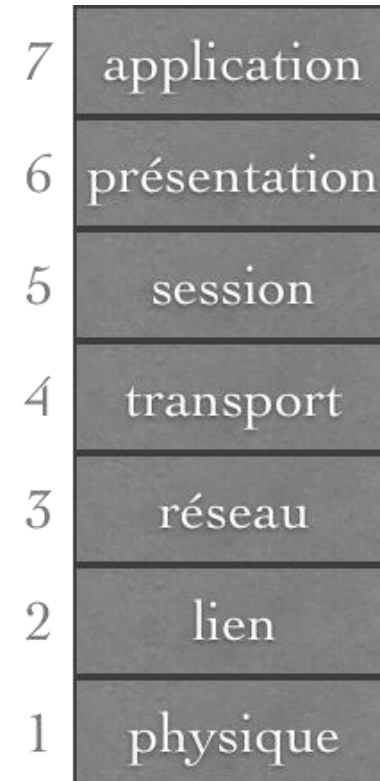 7 application
6 présentation
5 session
4 transport
3 réseau
2 lien
1 physique